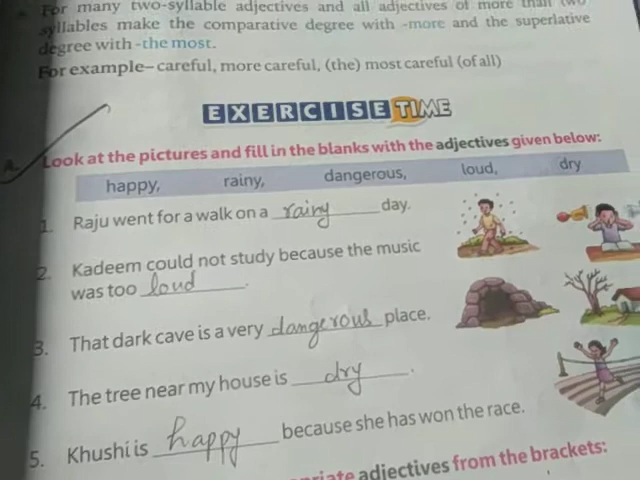 For many two-syllable adjectives and all adjectives of more than two
syllables make the comparative degree with -more and the superlative
degree with -the most.
For example– careful, more careful, (the) most careful (of all)
EXERCISE TIME
A. Look at the pictures and fill in the blanks with the adjectives given below:
happy, rainy, dangerous, loud, dry
1. Raju went for a walk on a rainy day.
2. Kadeem could not study because the music
was too loud.
3. That dark cave is a very dangerous place.
4. The tree near my house is dry.
5. Khushi is happy because she has won the race.
adjectives from the brackets: